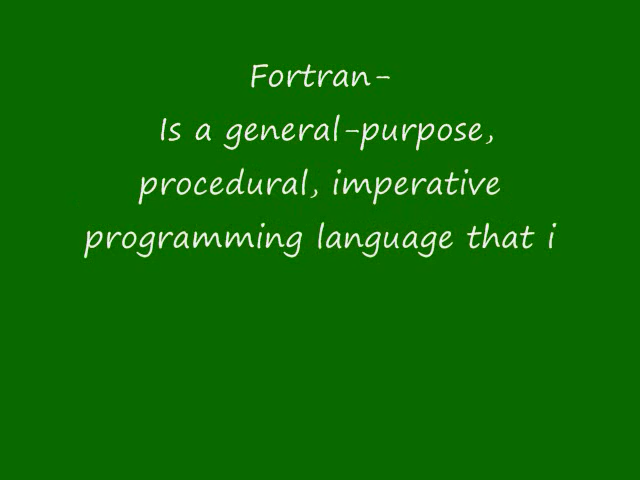 Fortran-
Is a general-purpose,
procedural, imperative
programming language that i